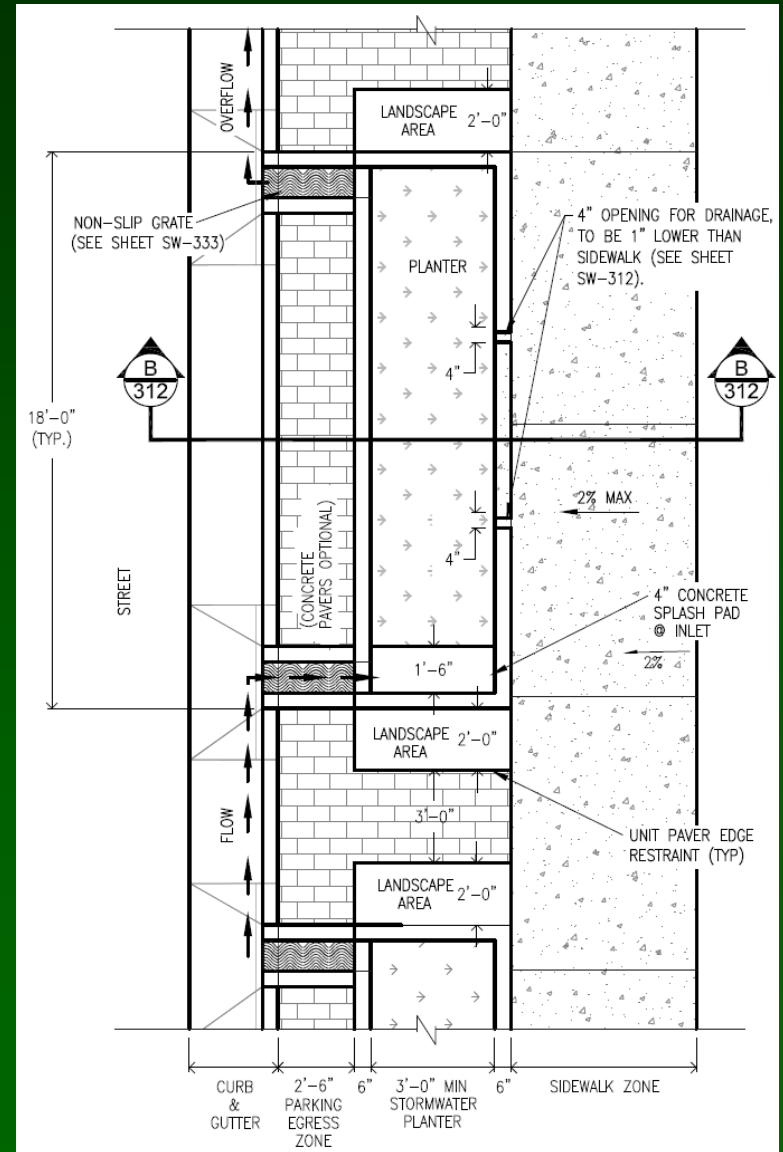 OVERFLOW
LANDSCAPE
AREA
2'-0"
NON-SLIP GRATE
(SEE SHEET SW-333)
4" OPENING FOR DRAINAGE,
TO BE 1" LOWER THAN
SIDEWALK (SEE SHEET
SW-312).
PLANTER
4"
B
312
B
312
18'-0"
(TYP.)
2% MAX
4"
(CONCRETE
PAVERS OPTIONAL)
STREET
4" CONCRETE
SPLASH PAD
@ INLET
1'-6"
2%
LANDSCAPE
AREA
2'-0"
FLOW
3'-0"
UNIT PAVER EDGE
RESTRAINT (TYP)
LANDSCAPE
AREA
2'-0"
CURB
&
GUTTER
2'-6"
PARKING
EGRESS
ZONE
6"
3'-0" MIN
STORMWATER
PLANTER
6"
SIDEWALK ZONE